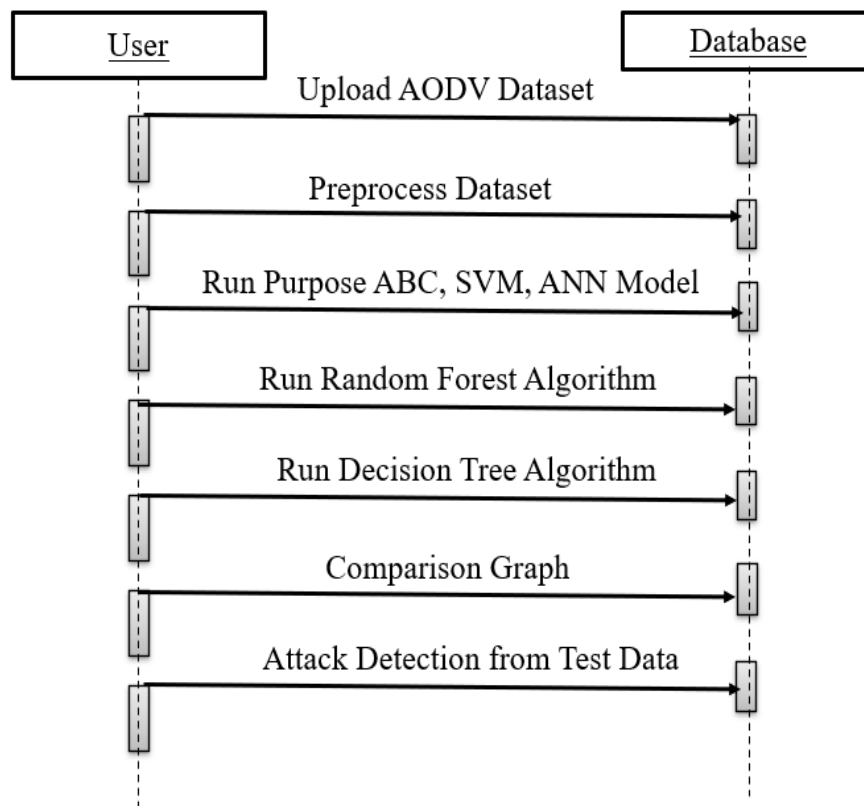 User
Database
Upload AODV Dataset
Preprocess Dataset
Run Purpose ABC, SVM, ANN Model
Run Random Forest Algorithm
Run Decision Tree Algorithm
Comparison Graph
Attack Detection from Test Data